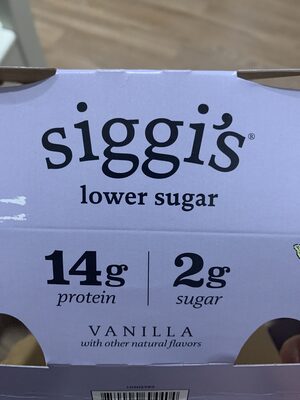 siggi's®
lower sugar
14g
protein
2g
sugar
VANILLA
with other natural flavors